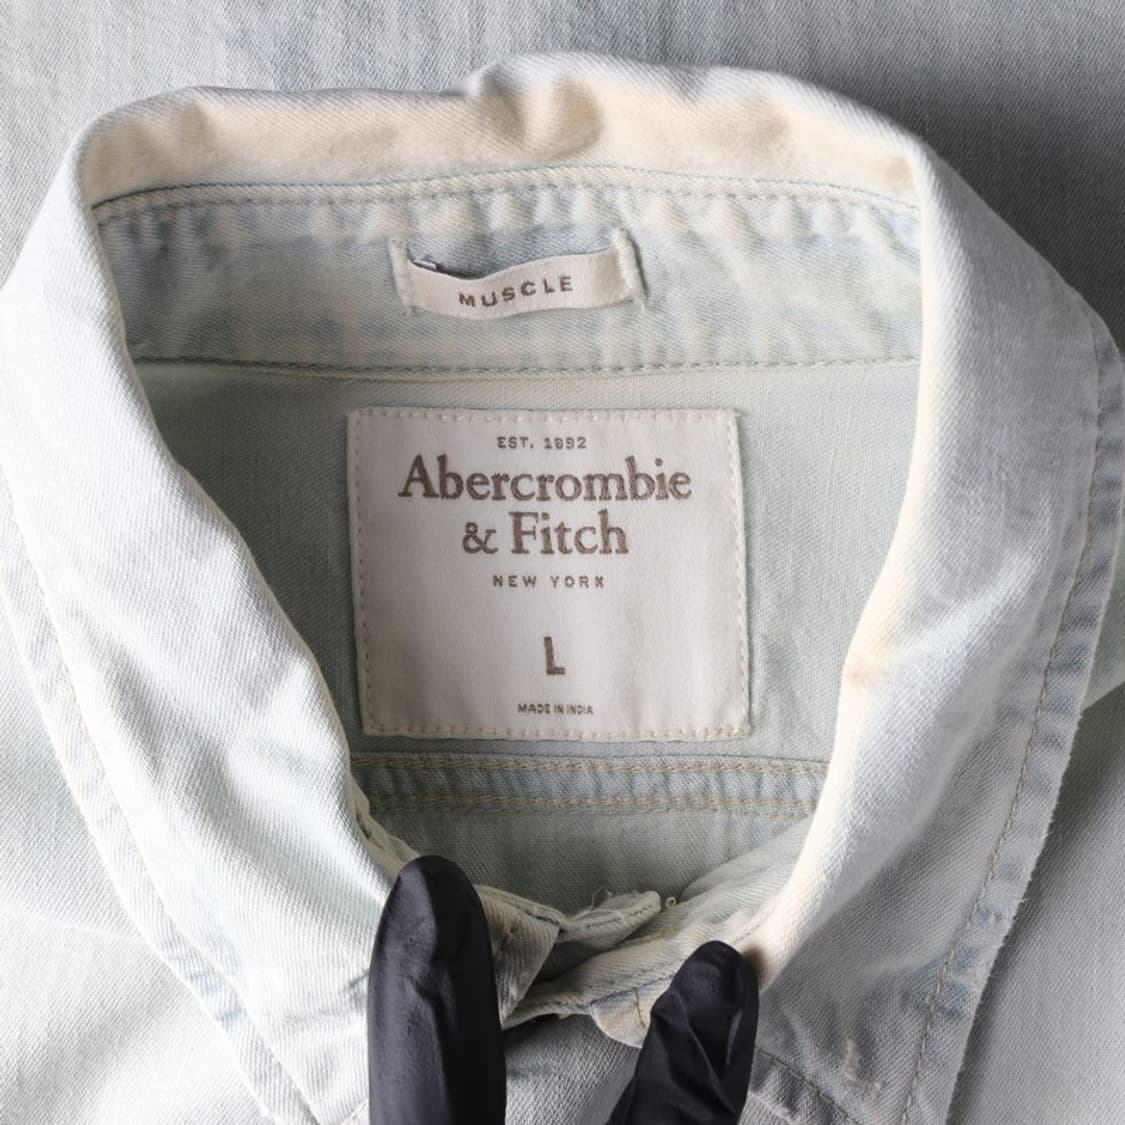 MUSCLE
EST. 1892
Abercrombie
& Fitch
NEW YORK
L
MADE IN INDIA